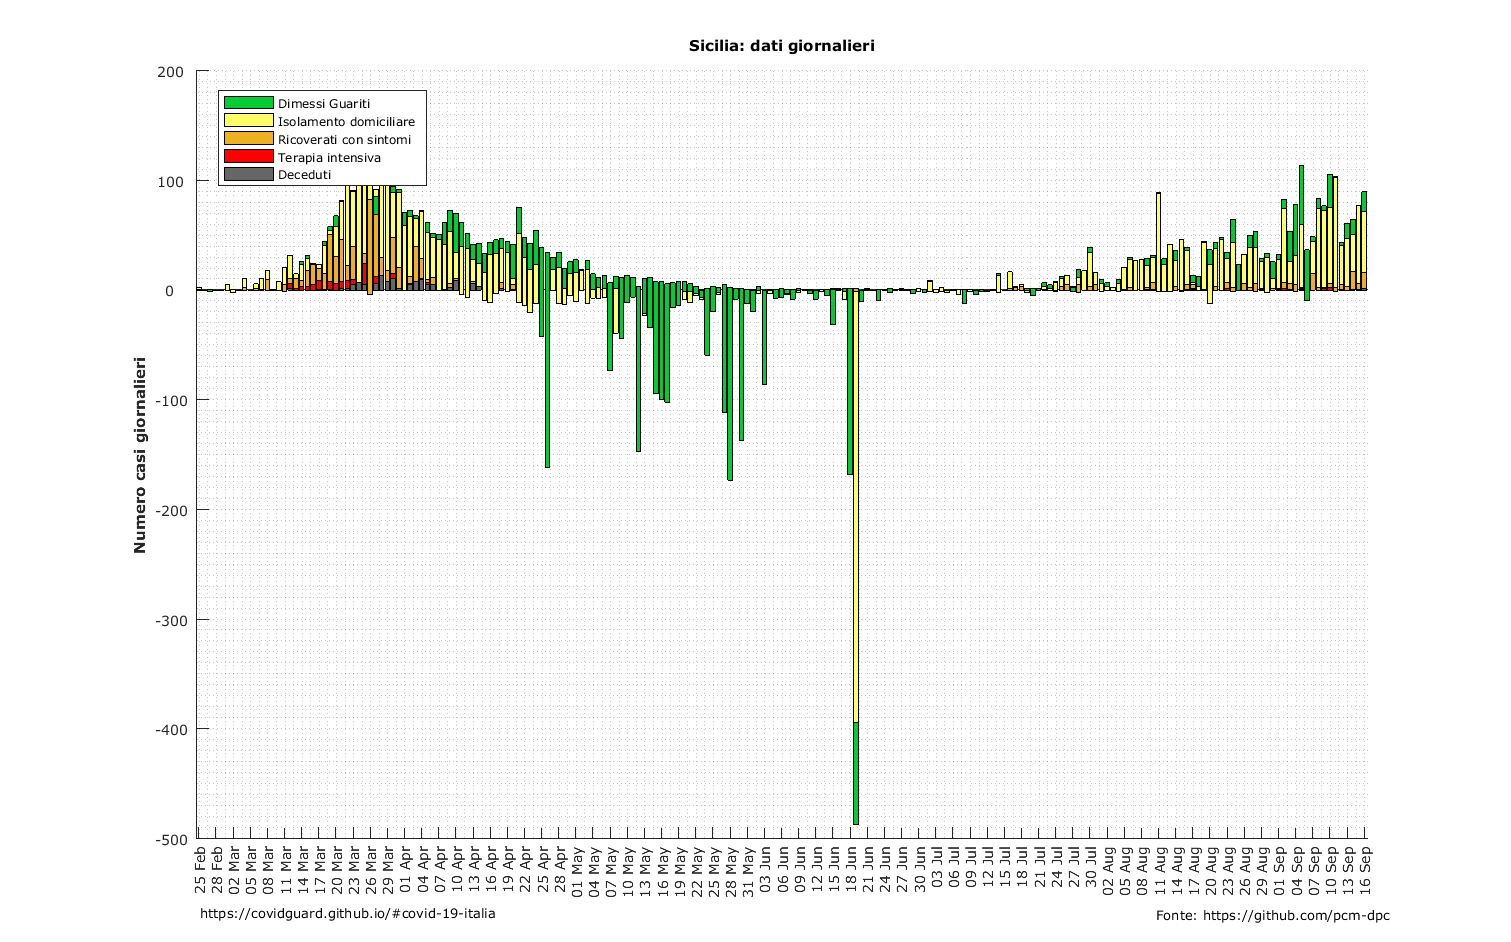 Sicilia: dati giornalieri
200
100
0
-100
-200
-300
-400
-500
Numero casi giornalieri
Dimessi Guariti
Isolamento domiciliare
Ricoverati con sintomi
Terapia intensiva
Deceduti
25 Feb
28 Feb
02 Mar
05 Mar
08 Mar
11 Mar
14 Mar
17 Mar
20 Mar
23 Mar
26 Mar
29 Mar
01 Apr
04 Apr
07 Apr
10 Apr
13 Apr
16 Apr
19 Apr
22 Apr
25 Apr
28 Apr
01 May
04 May
07 May
10 May
13 May
16 May
19 May
22 May
25 May
28 May
31 May
03 Jun
06 Jun
09 Jun
12 Jun
15 Jun
18 Jun
21 Jun
24 Jun
27 Jun
30 Jun
03 Jul
06 Jul
09 Jul
12 Jul
15 Jul
18 Jul
21 Jul
24 Jul
27 Jul
30 Jul
02 Aug
05 Aug
08 Aug
11 Aug
14 Aug
17 Aug
20 Aug
23 Aug
26 Aug
29 Aug
01 Sep
04 Sep
07 Sep
10 Sep
13 Sep
16 Sep
https://covidguard.github.io/#covid-19-italia
Fonte: https://github.com/pcm-dpc